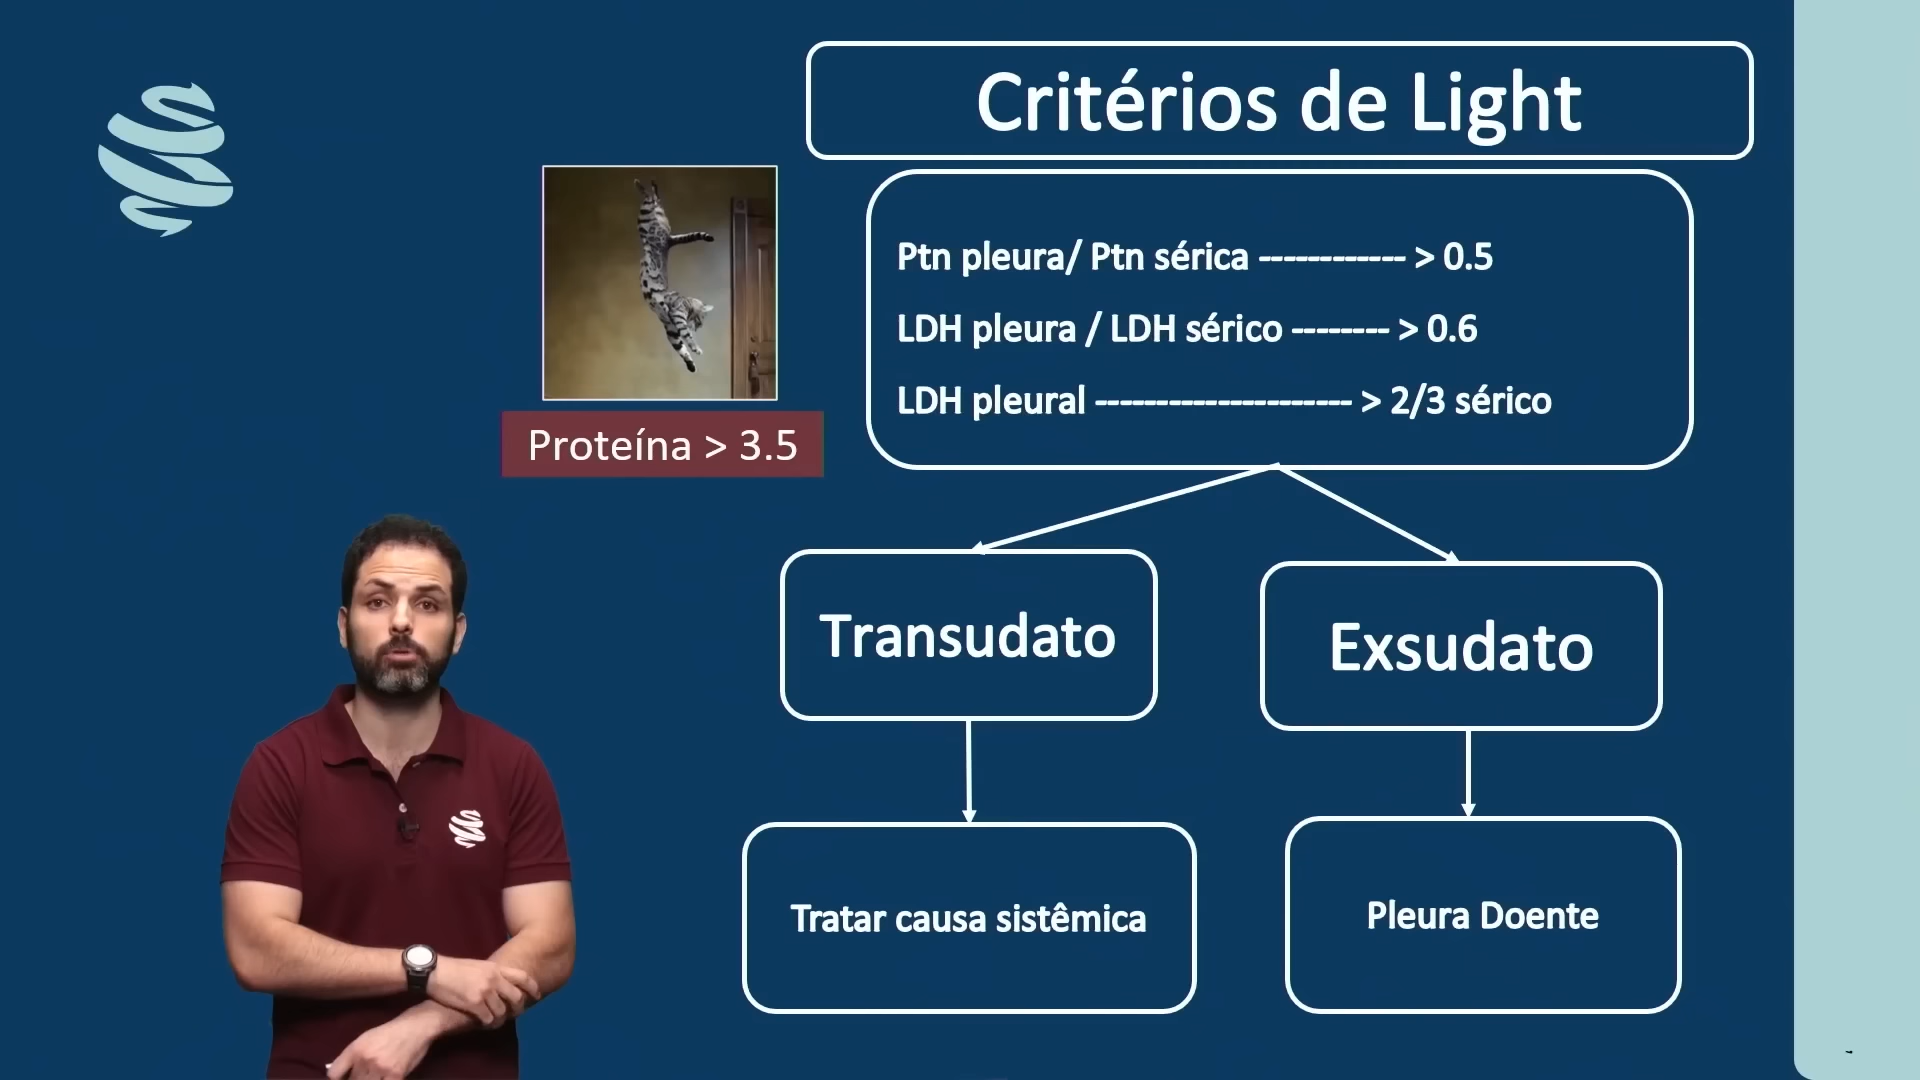 Critérios de Light
Ptn pleura/ Ptn sérica ------------ > 0.5
LDH pleura / LDH sérico -------- > 0.6
LDH pleural --------------------- > 2/3 sérico
Proteína > 3.5
Transudato
Exsudato
Tratar causa sistêmica
Pleura Doente